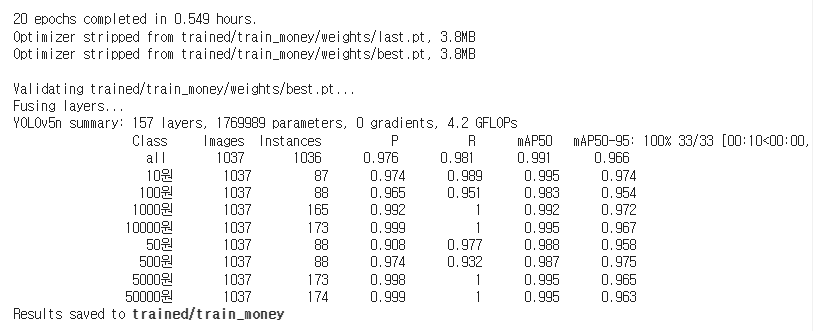 20 epochs completed in 0.549 hours.
Optimizer stripped from trained/train_money/weights/last.pt, 3.8MB
Optimizer stripped from trained/train_money/weights/best.pt, 3.8MB
Validating trained/train_money/weights/best.pt...
Fusing layers...
YOLOv5n summary: 157 layers, 1769989 parameters, 0 gradients, 4.2 GFLOPs
Class Images Instances P R mAP50 mAP50-95: 100% 33/33 [00:10<00:00,
all 1037 1036 0.976 0.981 0.991 0.966
10원 1037 87 0.974 0.989 0.995 0.974
100원 1037 88 0.965 0.951 0.983 0.954
1000원 1037 165 0.992 1 0.992 0.972
10000원 1037 173 0.999 1 0.995 0.967
50원 1037 88 0.908 0.977 0.988 0.958
500원 1037 88 0.974 0.932 0.987 0.975
5000원 1037 173 0.998 1 0.995 0.965
50000원 1037 174 0.999 1 0.995 0.963
Results saved to trained/train_money